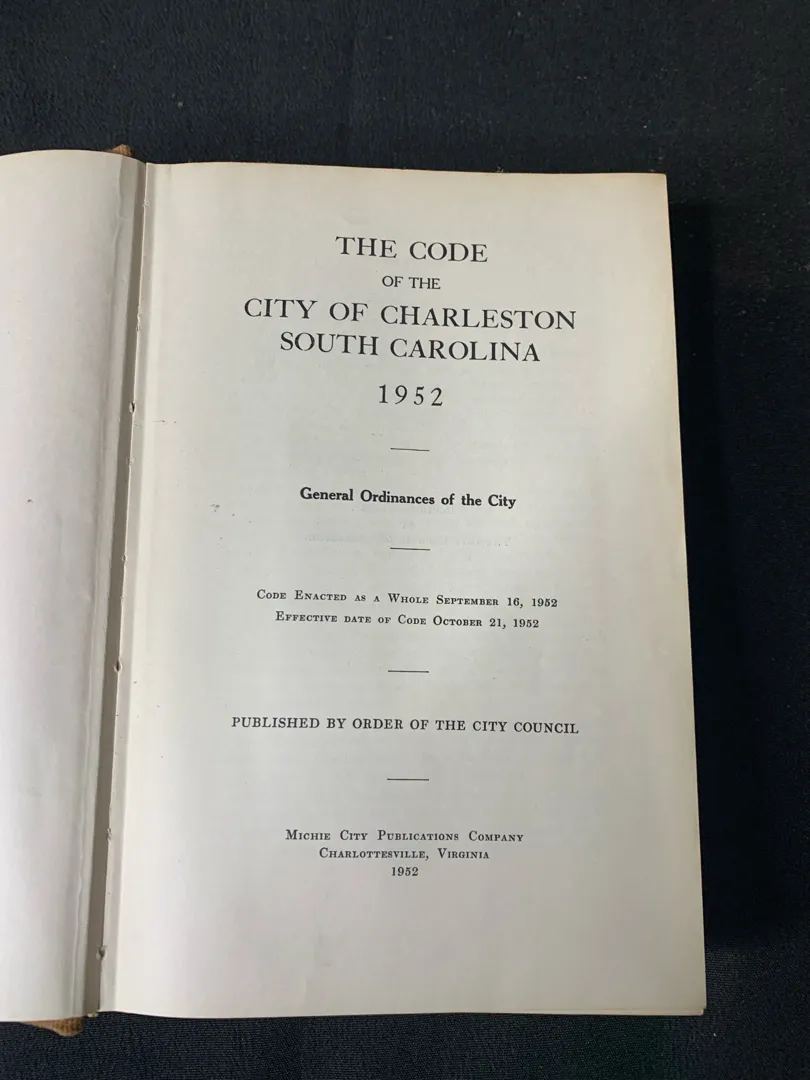 THE CODE
OF THE
CITY OF CHARLESTON
SOUTH CAROLINA
1952
General Ordinances of the City
Code Enacted as a Whole September 16, 1952
Effective date of Code October 21, 1952
PUBLISHED BY ORDER OF THE CITY COUNCIL
Michie City Publications Company
Charlottesville, Virginia
1952